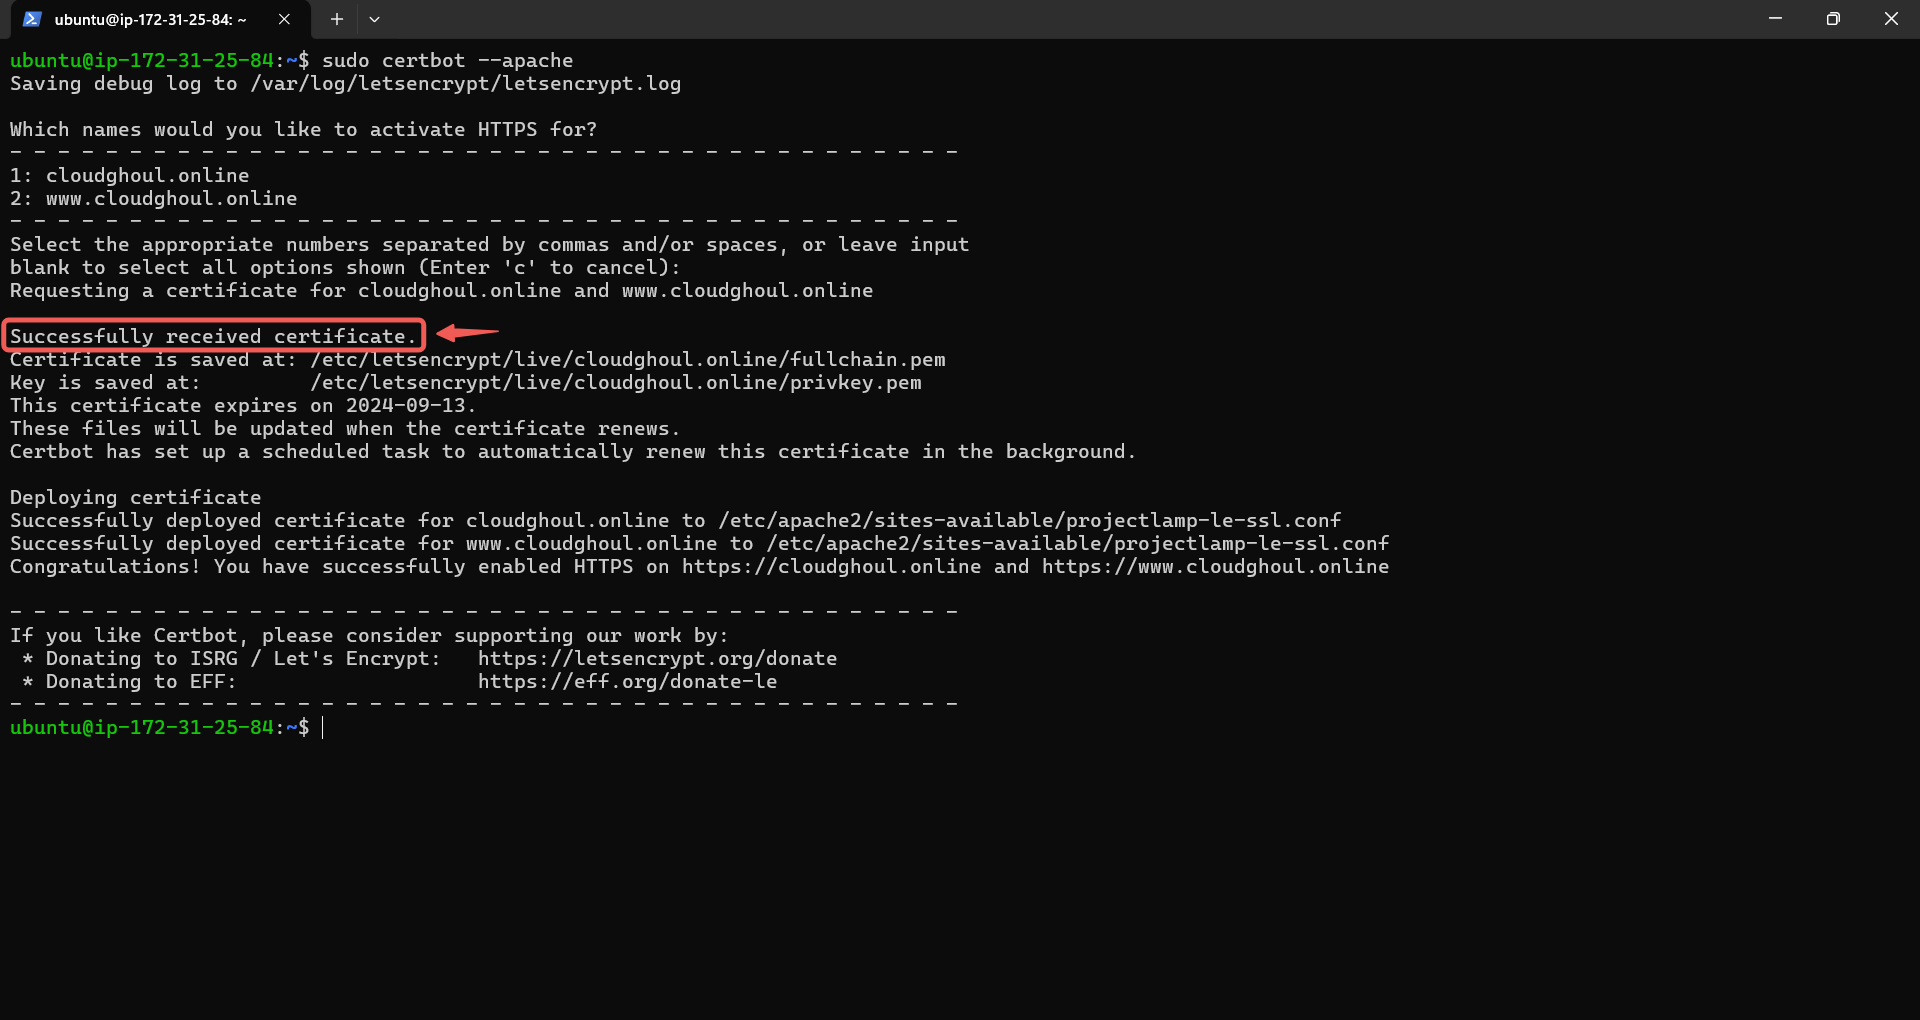 ubuntu@ip-172-31-25-84: ~
ubuntu@ip-172-31-25-84:~$ sudo certbot --apache
Saving debug log to /var/log/letsencrypt/letsencrypt.log
Which names would you like to activate HTTPS for?
- - - - - - - - - - - - - - - - - - - - - - - - - - - - - - - - - - - - - - - -
1: cloudghoul.online
2: www.cloudghoul.online
- - - - - - - - - - - - - - - - - - - - - - - - - - - - - - - - - - - - - - - -
Select the appropriate numbers separated by commas and/or spaces, or leave input
blank to select all options shown (Enter 'c' to cancel):
Requesting a certificate for cloudghoul.online and www.cloudghoul.online
Successfully received certificate.
Certificate is saved at: /etc/letsencrypt/live/cloudghoul.online/fullchain.pem
Key is saved at:         /etc/letsencrypt/live/cloudghoul.online/privkey.pem
This certificate expires on 2024-09-13.
These files will be updated when the certificate renews.
Certbot has set up a scheduled task to automatically renew this certificate in the background.
Deploying certificate
Successfully deployed certificate for cloudghoul.online to /etc/apache2/sites-available/projectlamp-le-ssl.conf
Successfully deployed certificate for www.cloudghoul.online to /etc/apache2/sites-available/projectlamp-le-ssl.conf
Congratulations! You have successfully enabled HTTPS on https://cloudghoul.online and https://www.cloudghoul.online
- - - - - - - - - - - - - - - - - - - - - - - - - - - - - - - - - - - - - - - -
If you like Certbot, please consider supporting our work by:
 * Donating to ISRG / Let's Encrypt:   https://letsencrypt.org/donate
 * Donating to EFF:                    https://eff.org/donate-le
- - - - - - - - - - - - - - - - - - - - - - - - - - - - - - - - - - - - - - - -
ubuntu@ip-172-31-25-84:~$